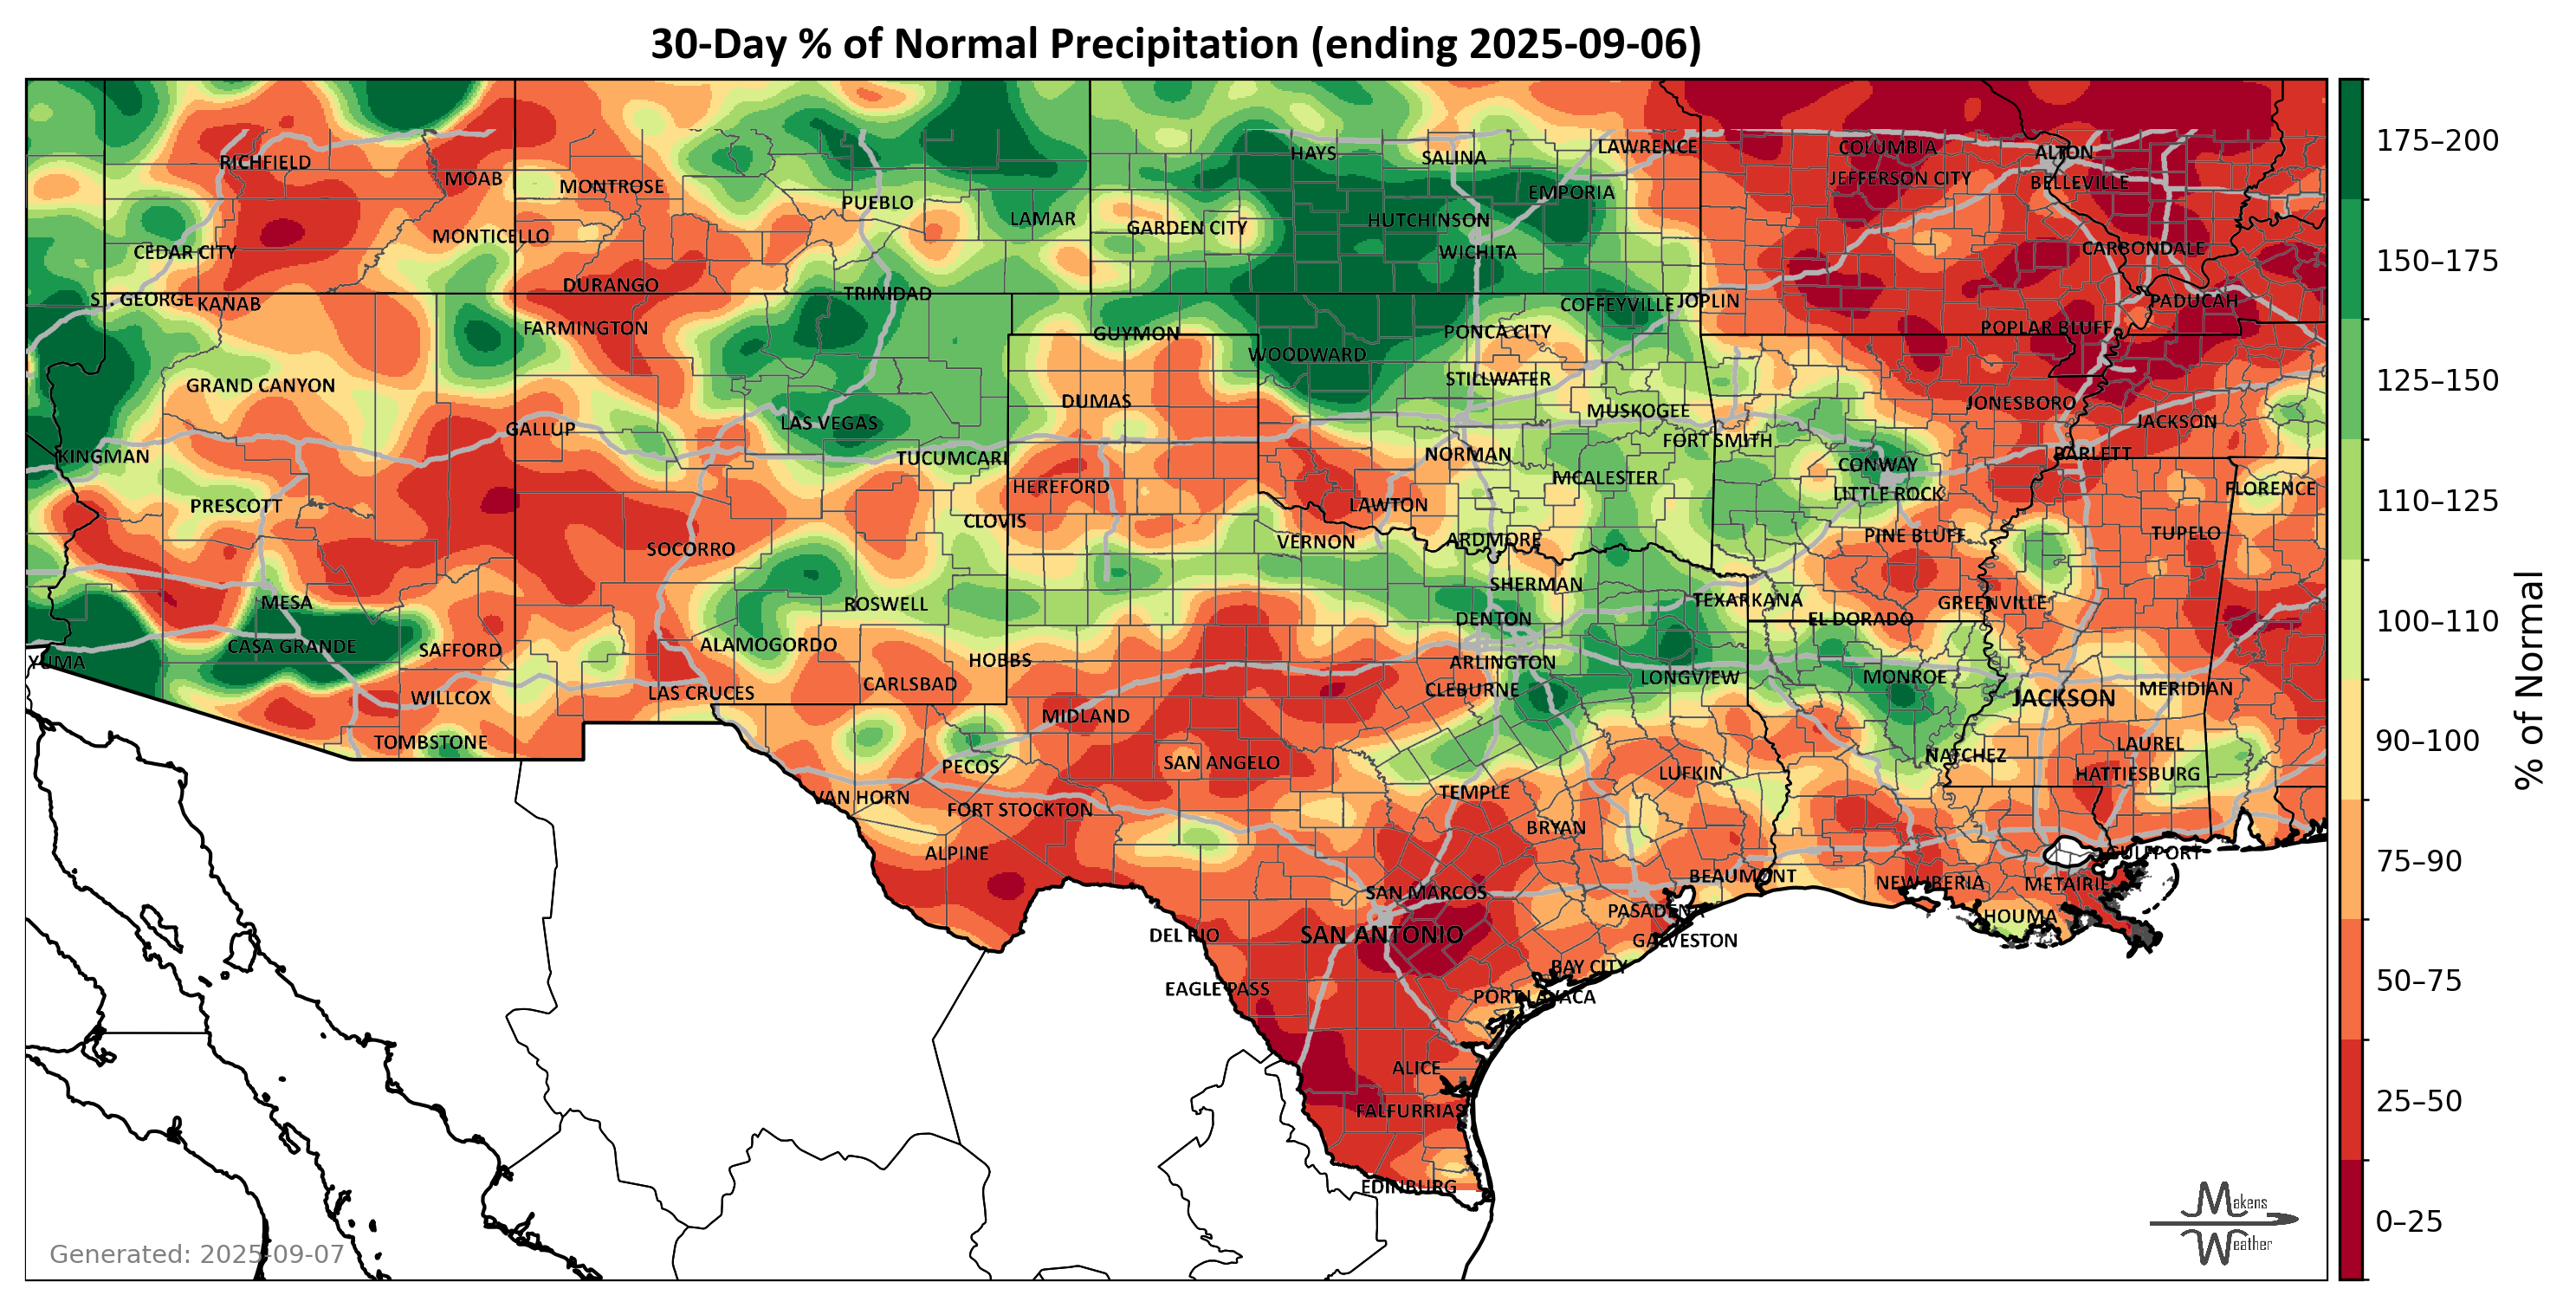 30-Day % of Normal Precipitation (ending 2025-09-06)
HAYS
SALINA
LAWRENCE
COLUMBIA
ALTON
RICHFIELD
MOAB
MONTROSE
EMPORIA
JEFFERSON CITY
BELLEVILLE
PUEBLO
LAMAR
GARDEN CITY
HUTCHINSON
MONTICELLO
CEDAR CITY
WICHITA
CARBONDALE
DURANGO
TRINIDAD
ST. GEORGE
KANAB
COFFEYVILLE
JOPLIN
PADUCAH
FARMINGTON
GUYMON
PONCA CITY
POPLAR BLUFF
WOODWARD
GRAND CANYON
STILLWATER
DUMAS
MUSKOGEE
JONESBORO
GALLUP
LAS VEGAS
FORT SMITH
JACKSON
KINGMAN
TUCUMCARI
NORMAN
CONWAY
BARLETT
PRESCOTT
HEREFORD
LAWTON
MCALESTER
LITTLE ROCK
FLORENCE
CLOVIS
VERNON
ARDMORE
PINE BLUFF
TUPELO
SOCORRO
SHERMAN
MESA
ROSWELL
DENTON
TEXARKANA
EL DORADO
GREENVILLE
CASA GRANDE
SAFFORD
ALAMOGORDO
HOBBS
ARLINGTON
YUMA
WILLCOX
LAS CRUCES
CARLSBAD
CLEBURNE
LONGVIEW
MONROE
JACKSON
MERIDIAN
TOMBSTONE
MIDLAND
PECOS
SAN ANGELO
LUFKIN
NATCHEZ
LAUREL
HATTIESBURG
VAN HORN
FORT STOCKTON
TEMPLE
BRYAN
ALPINE
GULFPORT
SAN MARCOS
BEAUMONT
NEW IBERIA
METAIRIE
DEL RIO
SAN ANTONIO
PASADENA
HOUMA
GALVESTON
EAGLE PASS
BAY CITY
PORT LAVACA
ALICE
FALFURRIAS
EDINBURG
175–200
150–175
125–150
110–125
100–110
90–100
75–90
50–75
25–50
0–25
% of Normal
Generated: 2025-09-07
Makens
Weather